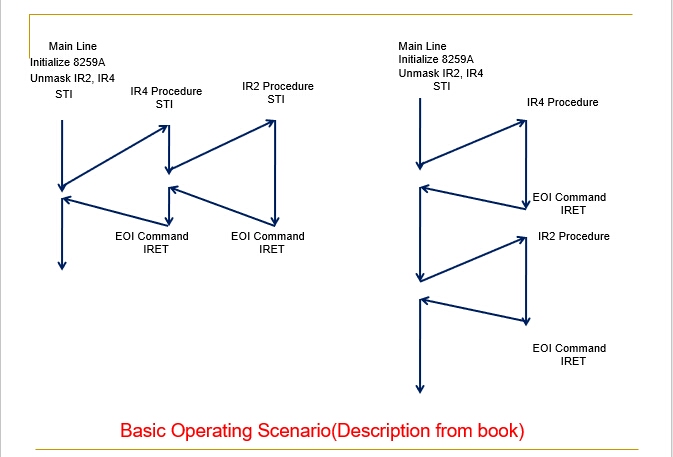 Main Line
Initialize 8259A
Unmask IR2, IR4
STI
IR4 Procedure
STI
IR2 Procedure
STI
EOI Command
IRET
EOI Command
IRET
Main Line
Initialize 8259A
Unmask IR2, IR4
STI
IR4 Procedure
EOI Command
IRET
IR2 Procedure
EOI Command
IRET
Basic Operating Scenario(Description from book)